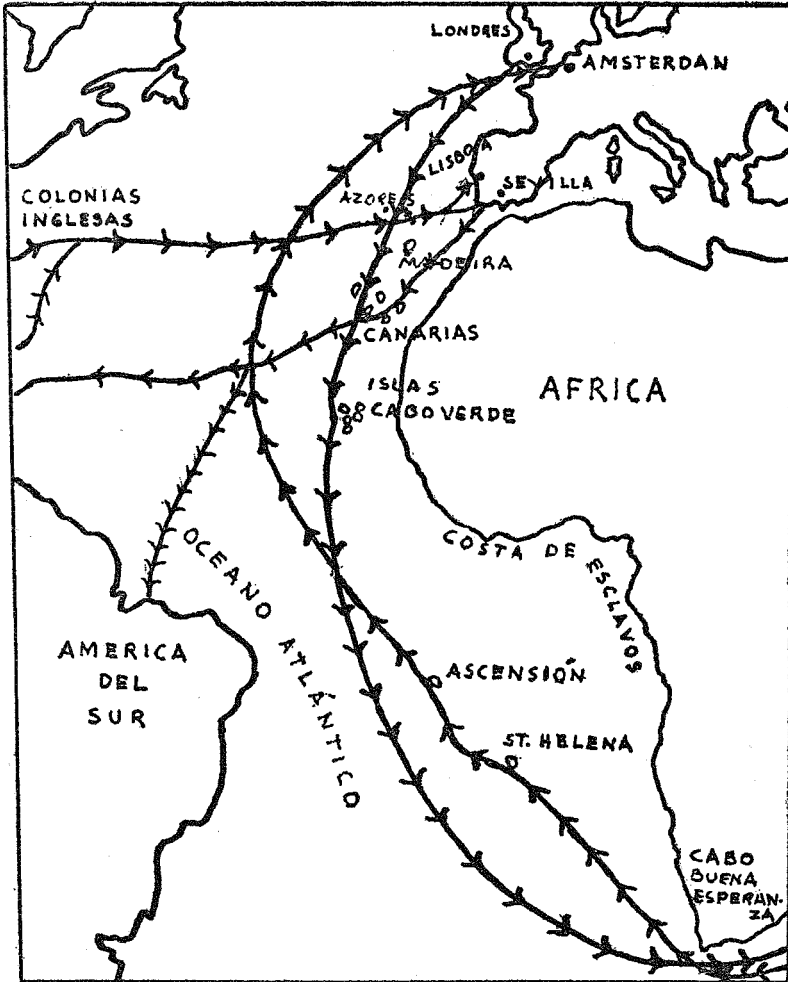 LONDRES
AMSTERDAN
LISBOA
SEVILLA
COLONIAS
INGLESAS
AZORES
MADEIRA
CANARIAS
ISLAS
CABO VERDE
AFRICA
COSTA DE ESCLAVOS
OCEANO ATLÁNTICO
AMERICA
DEL
SUR
ASCENSIÓN
ST. HELENA
CABO
BUENA
ESPERAN-
ZA